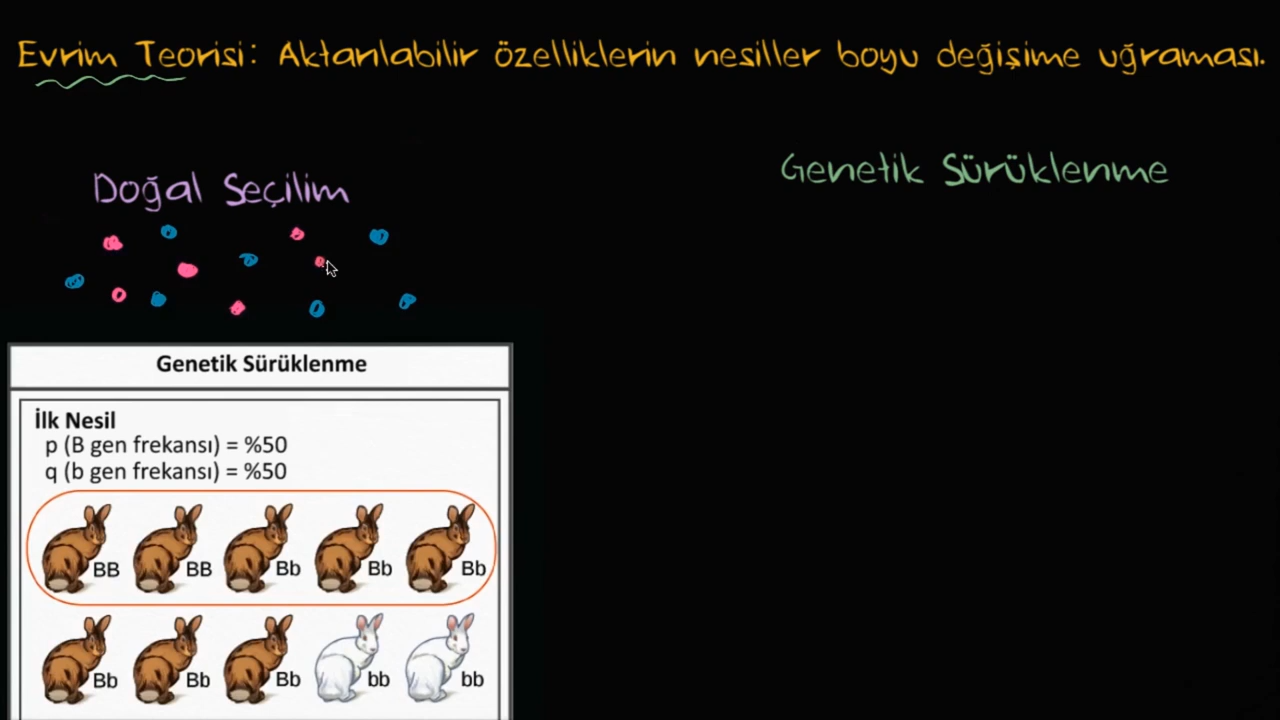 Evrim Teorisi: Aktarılabilir özelliklerin nesiller boyu değişime uğraması.
Genetik Sürüklenme
Doğal Seçilim
Genetik Sürüklenme
İlk Nesil
p (B gen frekansı) = %50
q (b gen frekansı) = %50
BB BB Bb Bb Bb
Bb Bb Bb bb bb